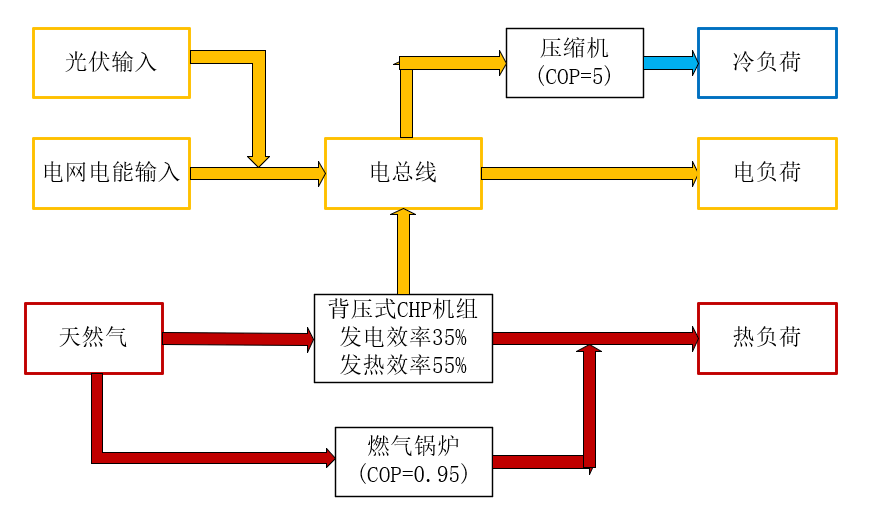 光伏输入
压缩机
(COP=5)
冷负荷
电网电能输入
电总线
电负荷
天然气
背压式CHP机组
发电效率35%
发热效率55%
热负荷
燃气锅炉
(COP=0.95)